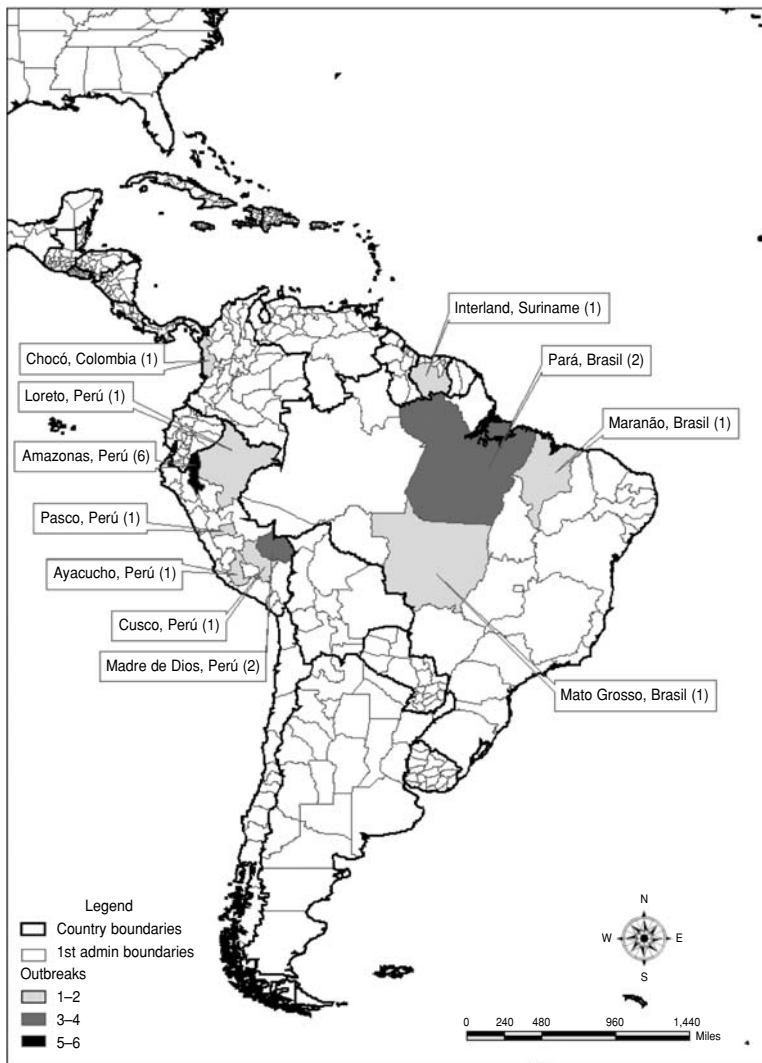 Interland, Suriname (1)
Chocó, Colombia (1)
Pará, Brasil (2)
Loreto, Perú (1)
Maranão, Brasil (1)
Amazonas, Perú (6)
Pasco, Perú (1)
Ayacucho, Perú (1)
Cusco, Perú (1)
Madre de Dios, Perú (2)
Mato Grosso, Brasil (1)
Legend
Country boundaries
1st admin boundaries
Outbreaks
1–2
3–4
5–6
N
W
E
S
0 240 480 960 1,440
Miles